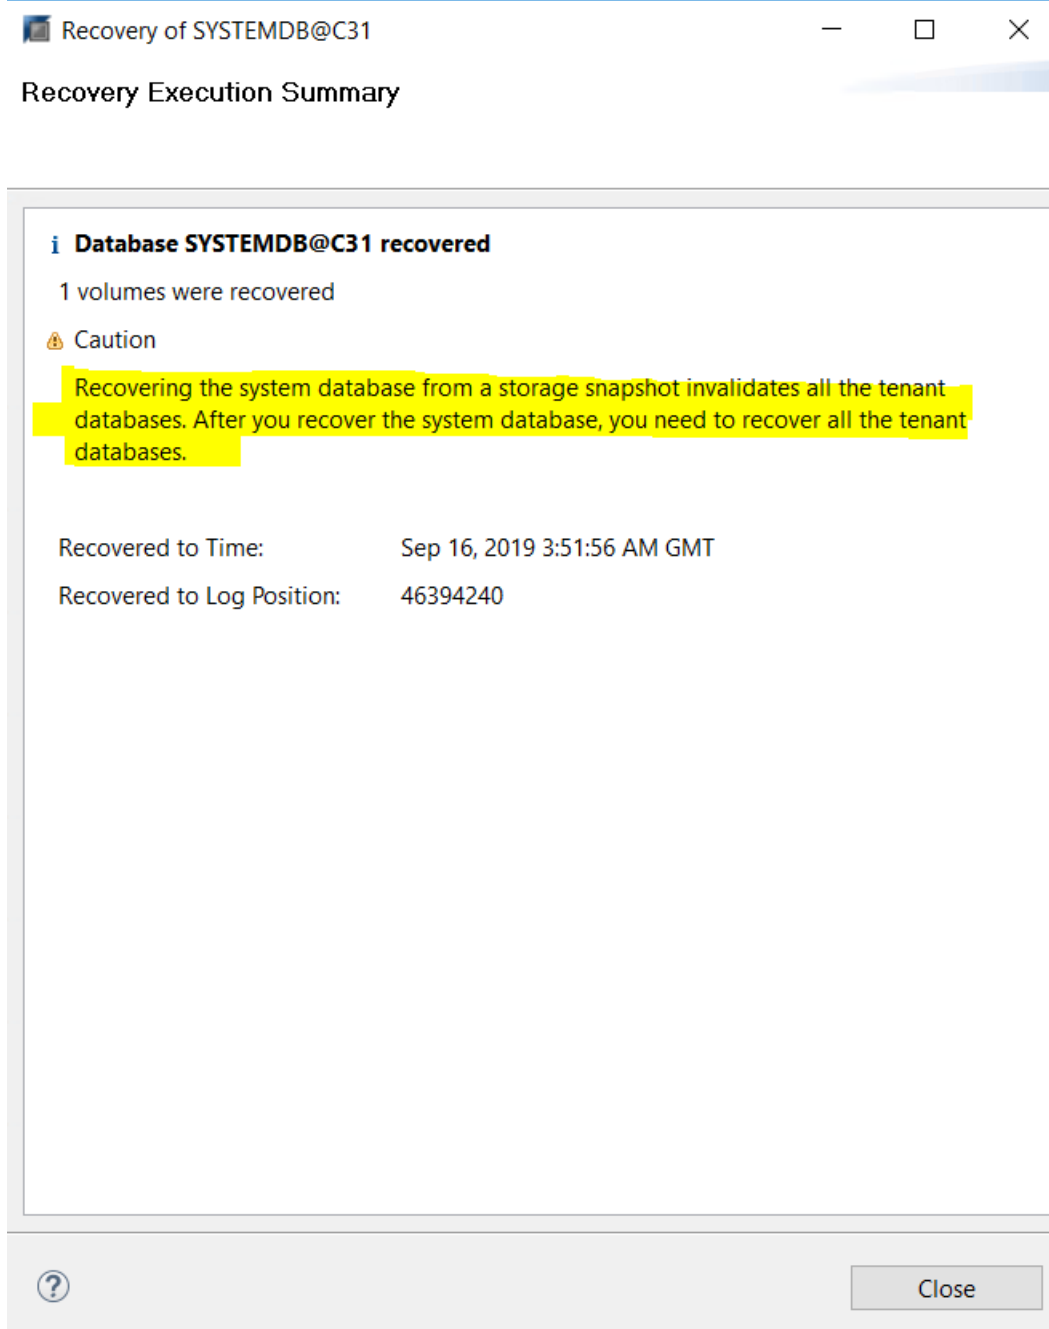 Recovery of SYSTEMDB@C31
Recovery Execution Summary
i Database SYSTEMDB@C31 recovered
1 volumes were recovered
Caution
Recovering the system database from a storage snapshot invalidates all the tenant
databases. After you recover the system database, you need to recover all the tenant
databases.
Recovered to Time: Sep 16, 2019 3:51:56 AM GMT
Recovered to Log Position: 46394240
? Close